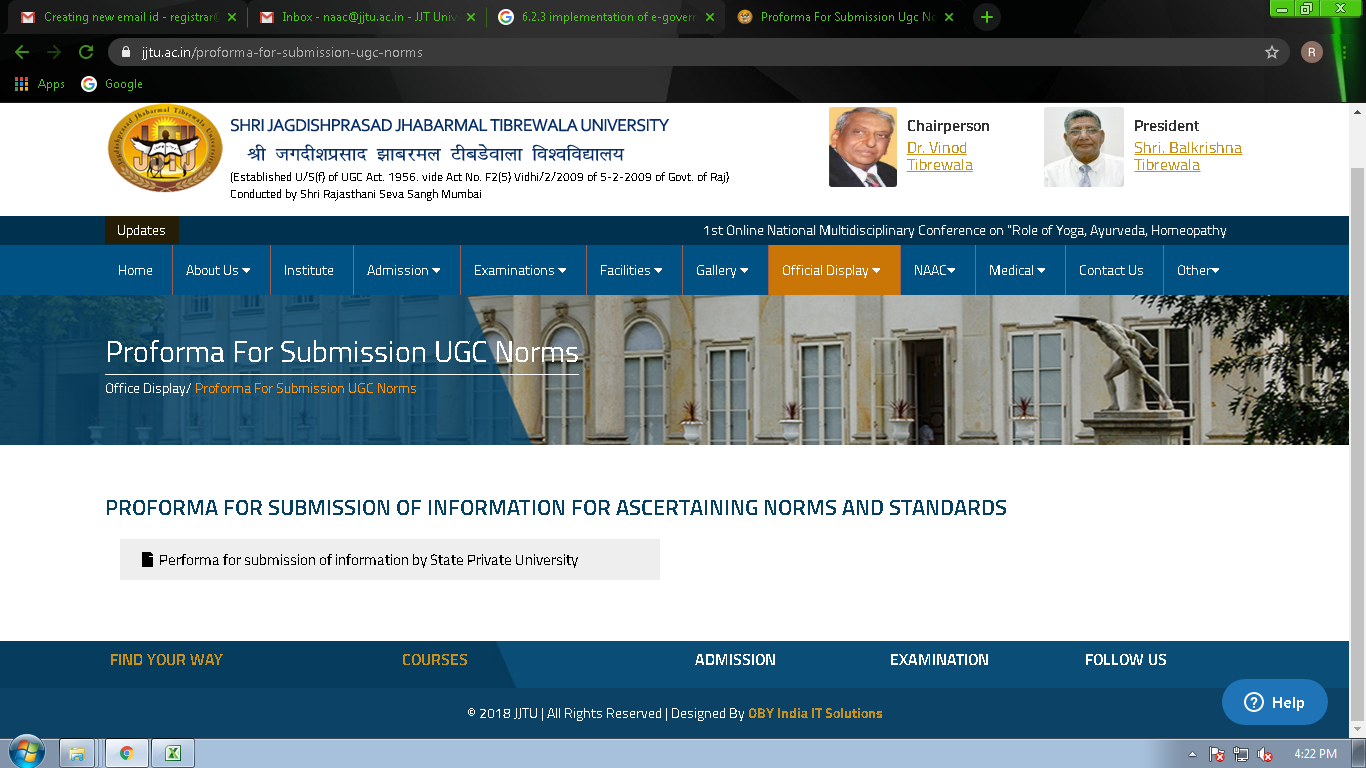 Creating new email id - registrar@
Inbox - naac@jjtu.ac.in - JJT Univ
6.2.3 implementation of e-govern
Proforma For Submission Ugc No
jjtu.ac.in/proforma-for-submission-ugc-norms
R
Apps
Google
SHRI JAGDISHPRASAD JHABARMAL TIBREWALA UNIVERSITY
श्री जगदीशप्रसाद झाबरमल टीबडेवाला विश्वविद्यालय
(Established U/S(f) of UGC Act. 1956. vide Act No. F2(5) Vidhi/2/2009 of 5-2-2009 of Govt. of Raj)
Conducted by Shri Rajasthani Seva Sangh Mumbai
JJTU
Chairperson
Dr. Vinod
Tibrewala
President
Shri. Balkrishna
Tibrewala
Updates
1st Online National Multidisciplinary Conference on "Role of Yoga, Ayurveda, Homeopathy
Home About Us Institute Admission Examinations Facilities Gallery Official Display NAAC Medical Contact Us Other
Proforma For Submission UGC Norms
Office Display/ Proforma For Submission UGC Norms
PROFORMA FOR SUBMISSION OF INFORMATION FOR ASCERTAINING NORMS AND STANDARDS
Performa for submission of information by State Private University
FIND YOUR WAY COURSES ADMISSION EXAMINATION FOLLOW US
© 2018 JJTU | All Rights Reserved | Designed By OBY India IT Solutions
Help
4:22 PM